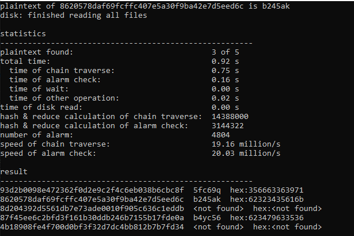 plaintext of 8620578daf69fcffc407e5a30f9ba42e7d5eed6c is b245ak
disk: finished reading all files
statistics
plaintext found: 3 of 5
total time: 0.92 s
time of chain traverse: 0.75 s
time of alarm check: 0.16 s
time of wait: 0.00 s
time of other operation: 0.02 s
time of disk read: 0.00 s
hash & reduce calculation of chain traverse: 14388000
hash & reduce calculation of alarm check: 3144322
number of alarm: 4804
speed of chain traverse: 19.16 million/s
speed of alarm check: 20.03 million/s
result
93d2b0098e472362f0d2e9c2f4c6eb038b6cbc8f 5fc69q hex:356663363971
8620578daf69fcffc407e5a30f9ba42e7d5eed6c b245ak hex:62323435616b
8d204392d5561db7e73ade0010f905c636c1eddb <not found> hex:<not found>
87f45ee6c2bfd3f161b30ddb246b7155b17fde0a b4yc56 hex:623479633536
4b18908fe4f700d0bf3f32d7dc4bb812b7b7fd34 <not found> hex:<not found>